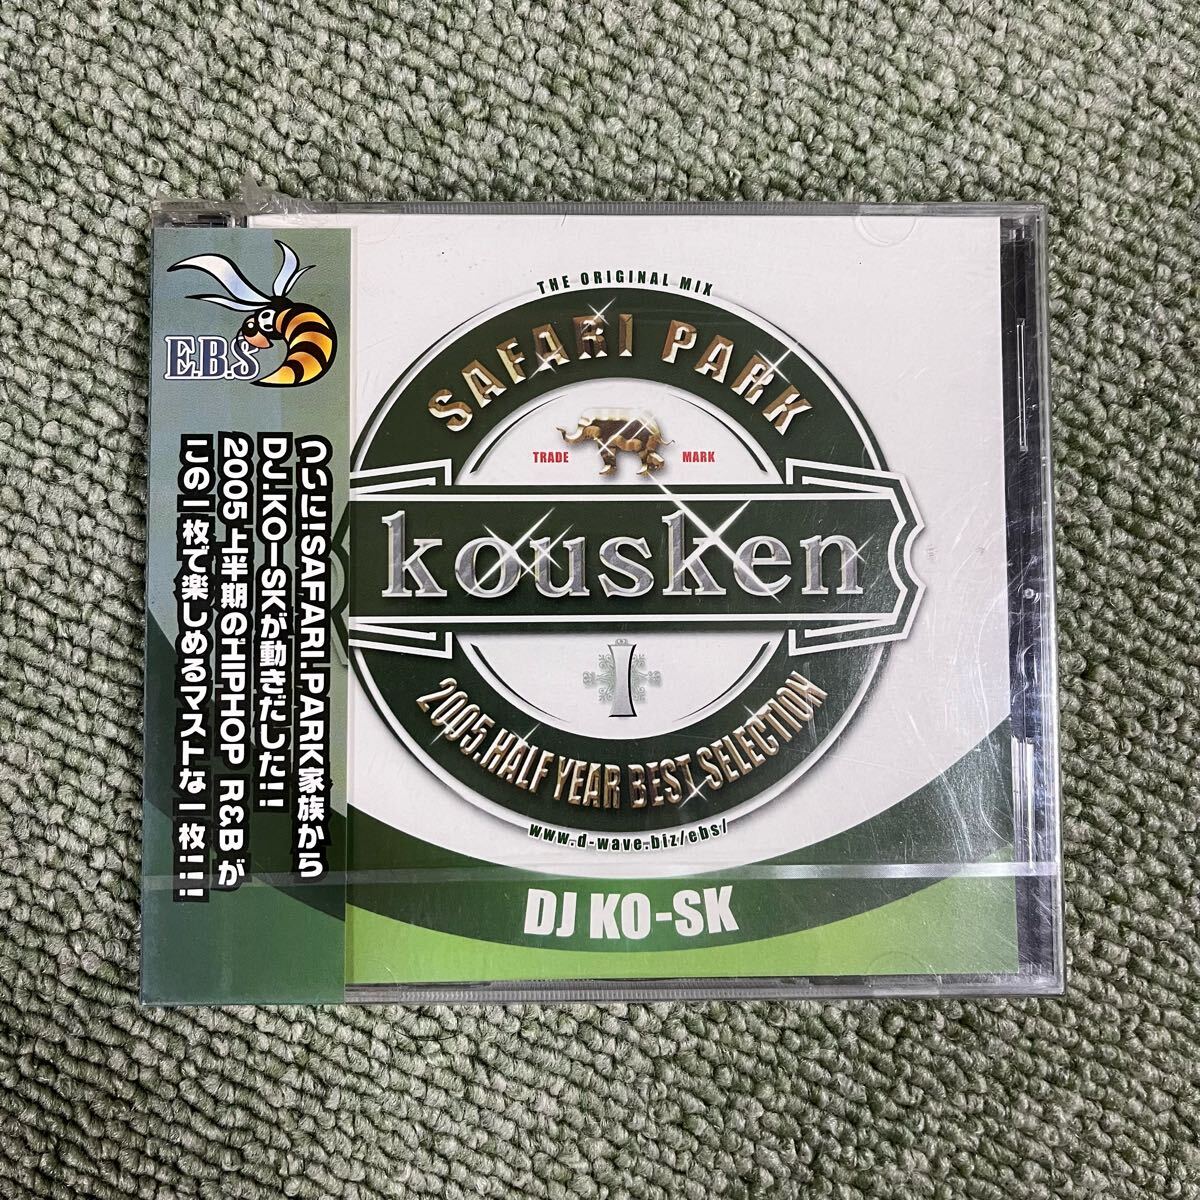 E.B.S
ついに!SAFARI.PARK家族から
DJ.KO-SKが動きだした!!
2005上半期のHIPHOP R&Bが
この一枚で楽しめるマストな一枚!!!
THE ORIGINAL MIX
SAFARI PARK
TRADE MARK
kousken
2005.HALF YEAR BEST SELECTION
www.d-wave.biz/ebs/
DJ KO-SK